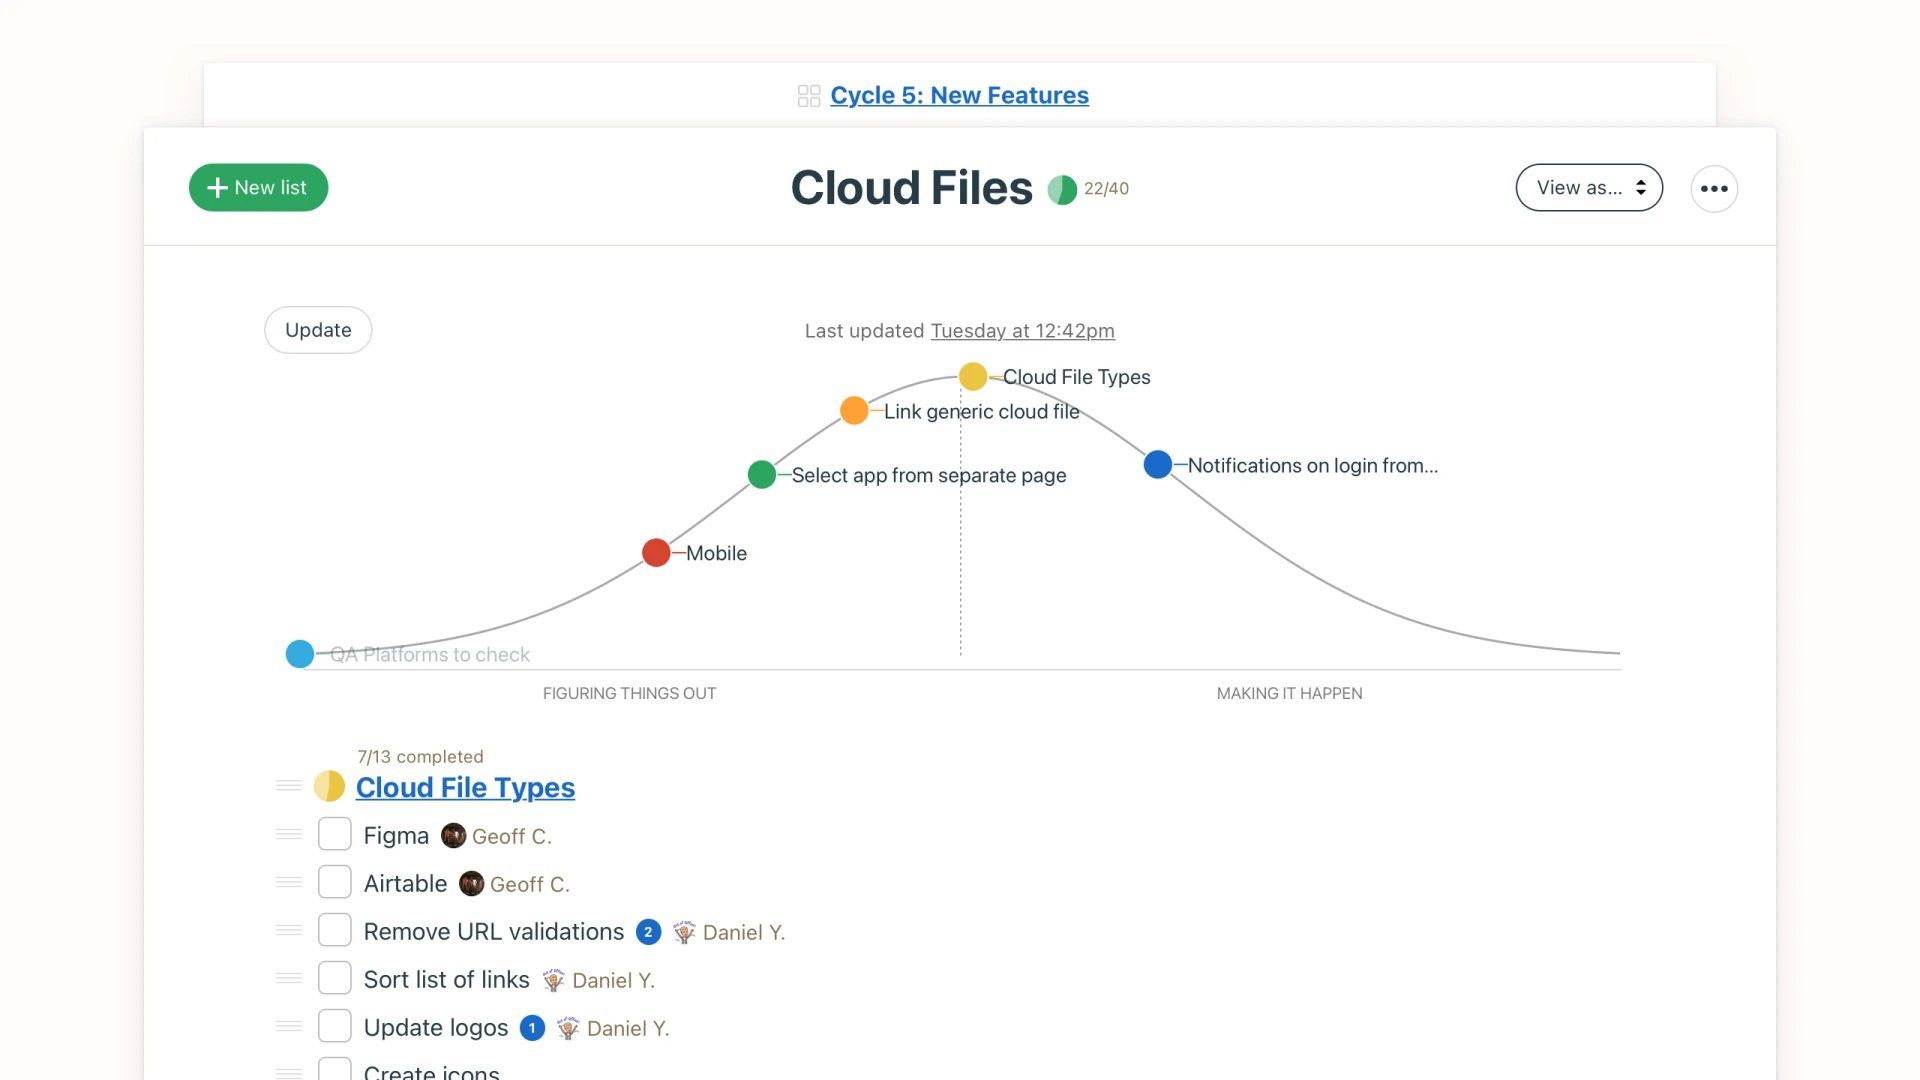 Cycle 5: New Features
New list
Cloud Files 22/40
View as...
Update
Last updated Tuesday at 12:42pm
Cloud File Types
Link generic cloud file
Notifications on login from...
Select app from separate page
Mobile
QA Platforms to check
FIGURING THINGS OUT
MAKING IT HAPPEN
7/13 completed
Cloud File Types
Figma Geoff C.
Airtable Geoff C.
Remove URL validations 2 Daniel Y.
Sort list of links Daniel Y.
Update logos 1 Daniel Y.
Create icons